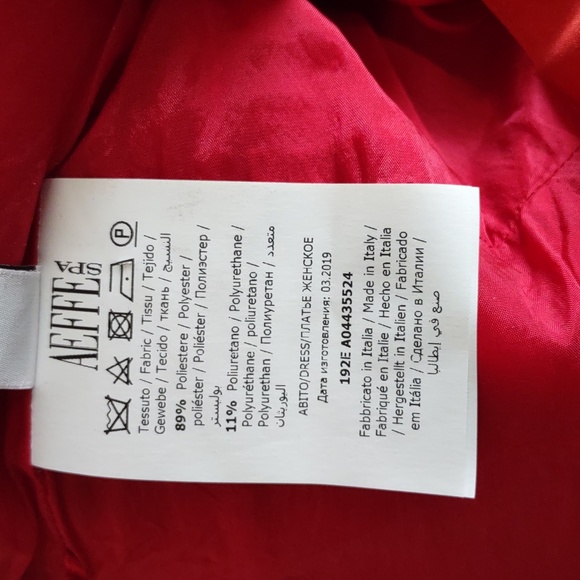 AEFFE
SPA
P
Tessuto / Fabric / Tissu / Tejido /
Gewebe / Tecido / ткань / النسيج
89% Poliestere / Polyester /
poliéster / Poliéster / Полиэстер /
بوليستر
11% Poliuretano / Polyurethane /
Polyuréthane / poliuretano /
Polyurethan / Полиуретан / متعدد
اليوريتان
ABITO/DRESS/ПЛАТЬЕ ЖЕНСКОЕ
Дата изготовления: 03.2019
192E A04435524
Fabbricato in Italia / Made in Italy /
Fabriqué en Italie / Hecho en Italia
/ Hergestellt in Italien / Fabricado
em Itália / Сделано в Италии /
صنع في إيطاليا